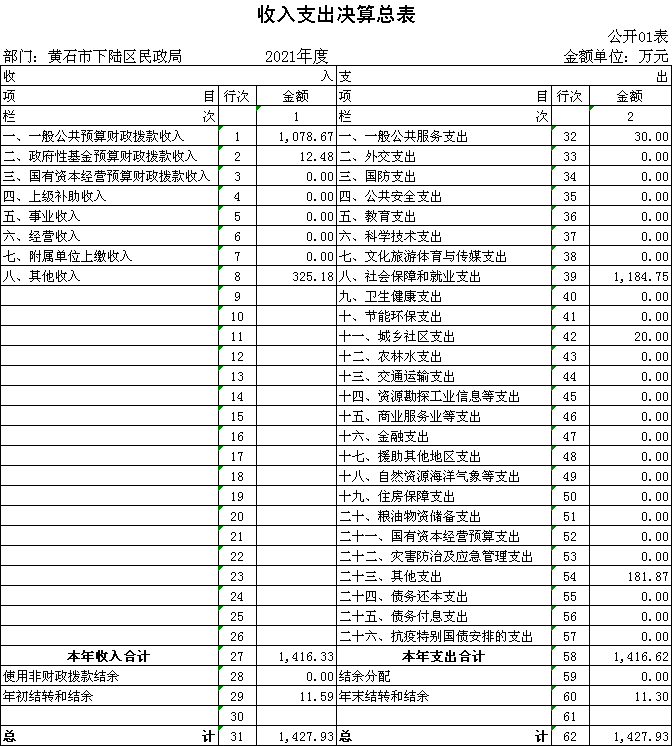 收入支出决算总表
公开01表
部门：黄石市下陆区民政局 2021年度 金额单位：万元
收 入 支 出
项 目 行次 金额 项 目 行次 金额
栏 次 1 栏 次 2
一、一般公共预算财政拨款收入 1 1,078.67 一、一般公共服务支出 32 30.00
二、政府性基金预算财政拨款收入 2 12.48 二、外交支出 33 0.00
三、国有资本经营预算财政拨款收入 3 0.00 三、国防支出 34 0.00
四、上级补助收入 4 0.00 四、公共安全支出 35 0.00
五、事业收入 5 0.00 五、教育支出 36 0.00
六、经营收入 6 0.00 六、科学技术支出 37 0.00
七、附属单位上缴收入 7 0.00 七、文化旅游体育与传媒支出 38 0.00
八、其他收入 8 325.18 八、社会保障和就业支出 39 1,184.75
9 九、卫生健康支出 40 0.00
10 十、节能环保支出 41 0.00
11 十一、城乡社区支出 42 20.00
12 十二、农林水支出 43 0.00
13 十三、交通运输支出 44 0.00
14 十四、资源勘探工业信息等支出 45 0.00
15 十五、商业服务业等支出 46 0.00
16 十六、金融支出 47 0.00
17 十七、援助其他地区支出 48 0.00
18 十八、自然资源海洋气象等支出 49 0.00
19 十九、住房保障支出 50 0.00
20 二十、粮油物资储备支出 51 0.00
21 二十一、国有资本经营预算支出 52 0.00
22 二十二、灾害防治及应急管理支出 53 0.00
23 二十三、其他支出 54 181.87
24 二十四、债务还本支出 55 0.00
25 二十五、债务付息支出 56 0.00
26 二十六、抗疫特别国债安排的支出 57 0.00
本年收入合计 27 1,416.33 本年支出合计 58 1,416.62
使用非财政拨款结余 28 0.00 结余分配 59 0.00
年初结转和结余 29 11.59 年末结转和结余 60 11.30
30 61
总 计 31 1,427.93 总 计 62 1,427.93